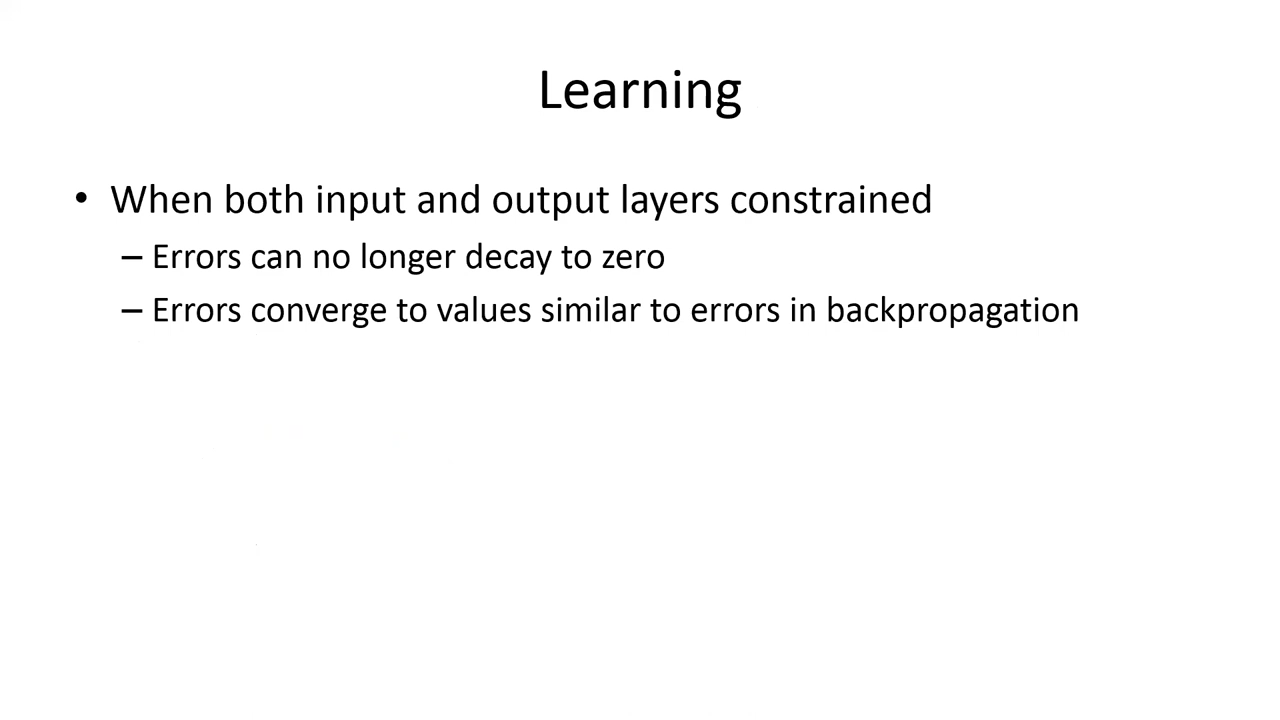 Learning
• When both input and output layers constrained
– Errors can no longer decay to zero
– Errors converge to values similar to errors in backpropagation